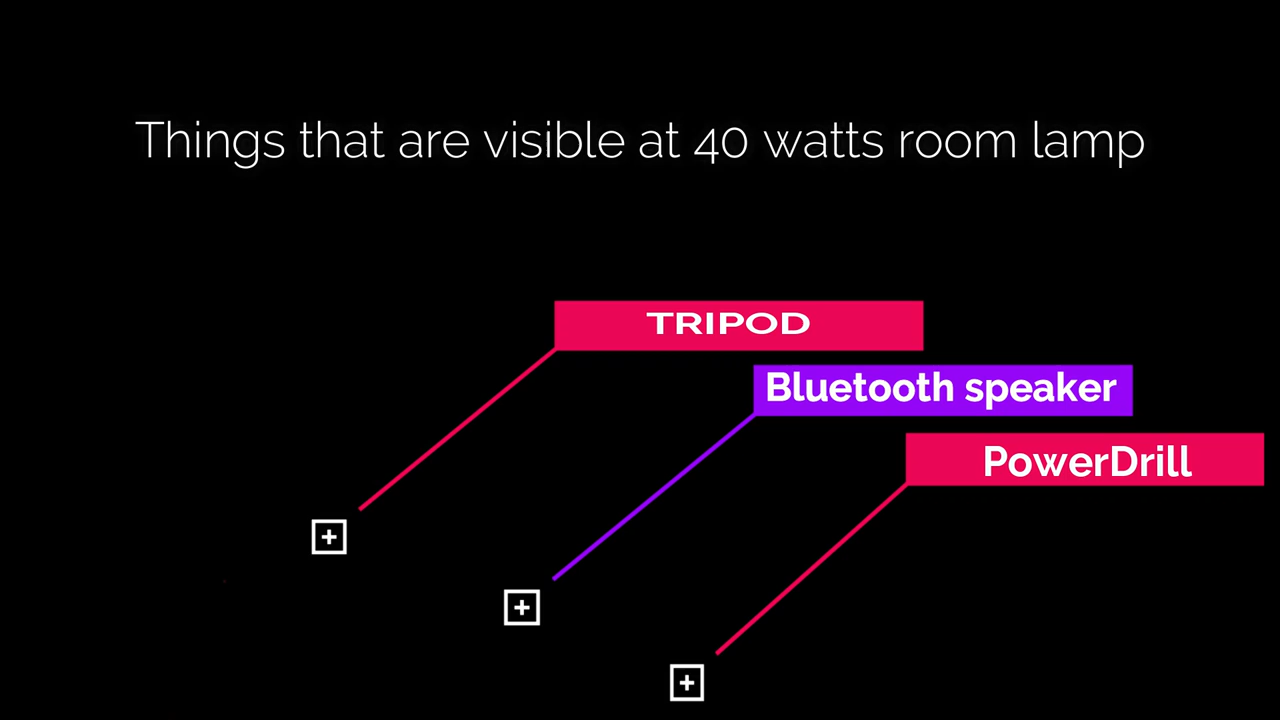 Things that are visible at 40 watts room lamp
TRIPOD
Bluetooth speaker
PowerDrill